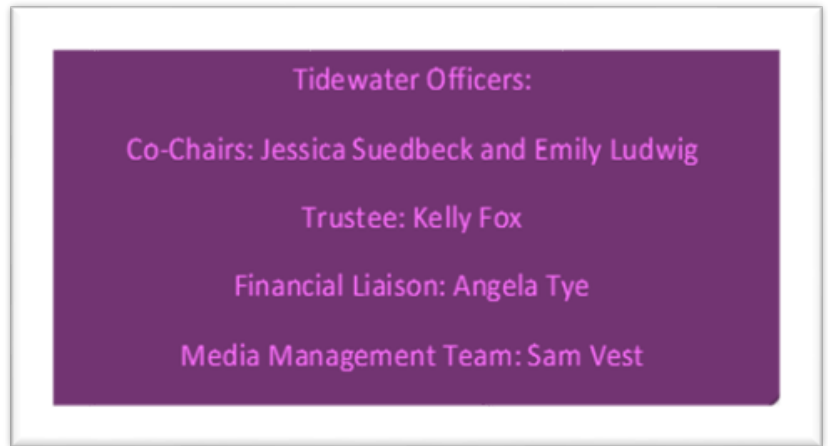 Tidewater Officers:
Co-Chairs: Jessica Suedbeck and Emily Ludwig
Trustee: Kelly Fox
Financial Liaison: Angela Tye
Media Management Team: Sam Vest